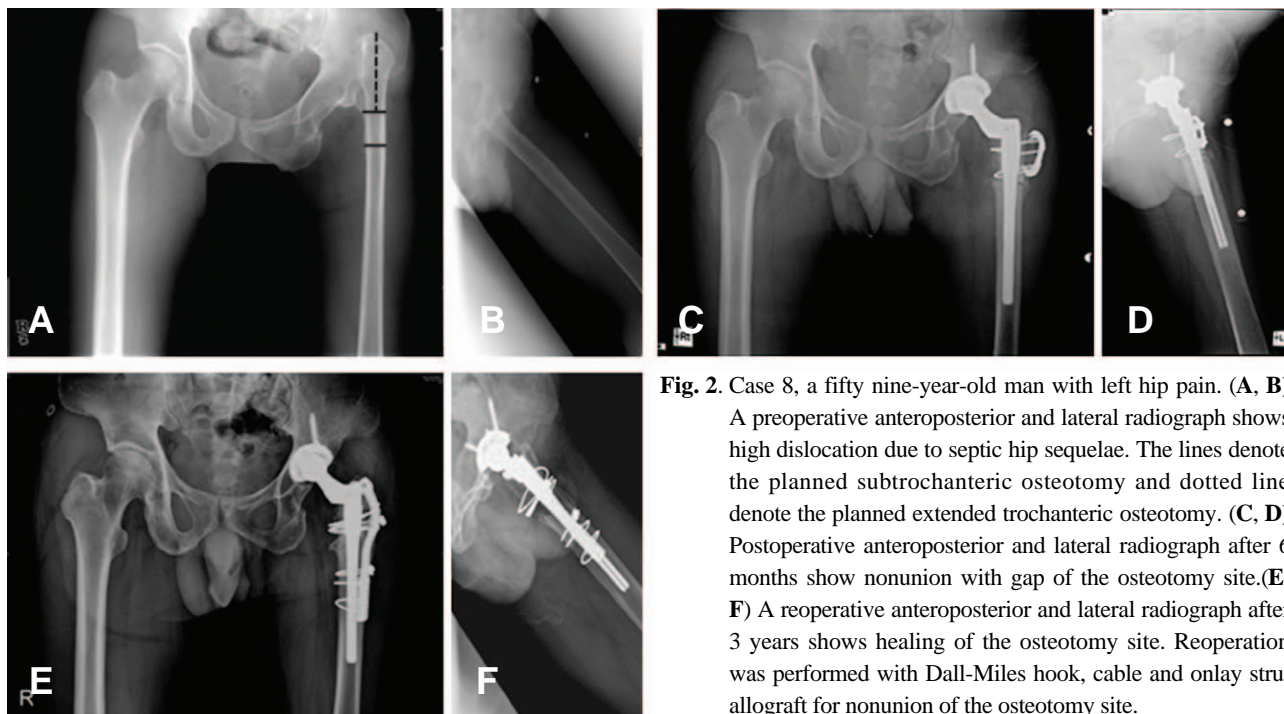 A
B
C
D
E
F
R
Fig. 2. Case 8, a fifty nine-year-old man with left hip pain. (A, B)
A preoperative anteroposterior and lateral radiograph shows
high dislocation due to septic hip sequelae. The lines denote
the planned subtrochanteric osteotomy and dotted line
denote the planned extended trochanteric osteotomy. (C, D)
Postoperative anteroposterior and lateral radiograph after 6
months show nonunion with gap of the osteotomy site.(E,
F) A reoperative anteroposterior and lateral radiograph after
3 years shows healing of the osteotomy site. Reoperation
was performed with Dall-Miles hook, cable and onlay stru
allograft for nonunion of the osteotomy site.